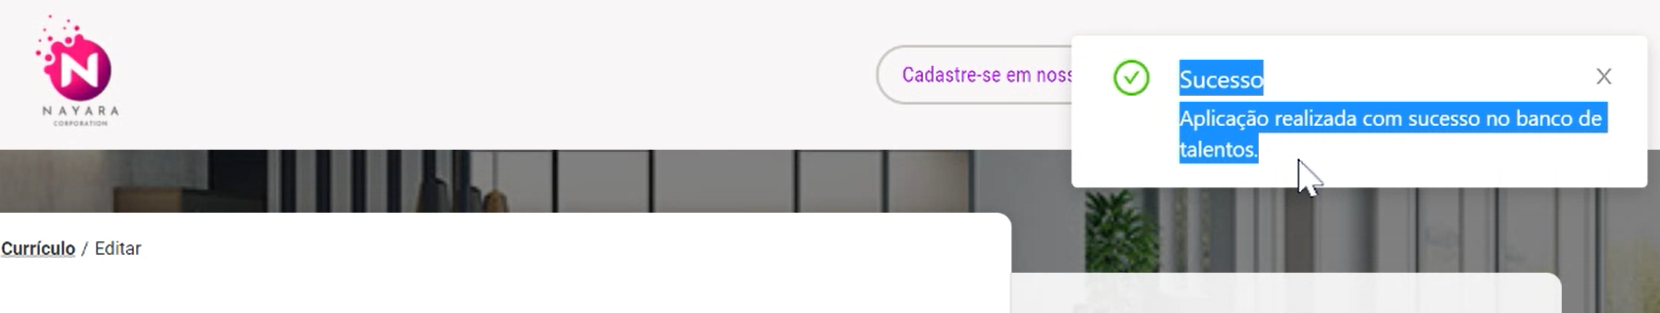 N
NAYARA
CORPORATION
Cadastre-se em noss
Sucesso
Aplicação realizada com sucesso no banco de
talentos.
Currículo / Editar